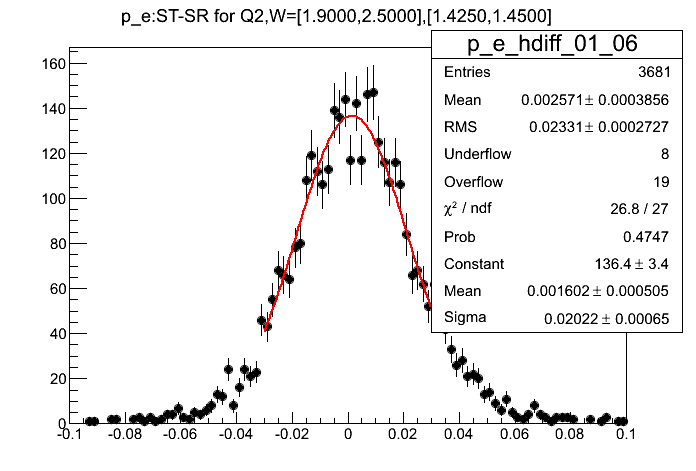 p_e:ST-SR for Q2,W=[1.9000,2.5000],[1.4250,1.4500]
p_e_hdiff_01_06
Entries 3681
Mean 0.002571 ± 0.0003856
RMS 0.02331 ± 0.0002727
Underflow 8
Overflow 19
χ² / ndf 26.8 / 27
Prob 0.4747
Constant 136.4 ± 3.4
Mean 0.001602 ± 0.000505
Sigma 0.02022 ± 0.00065
160
140
120
100
80
60
40
20
0
-0.1 -0.08 -0.06 -0.04 -0.02 0 0.02 0.04 0.06 0.08 0.1